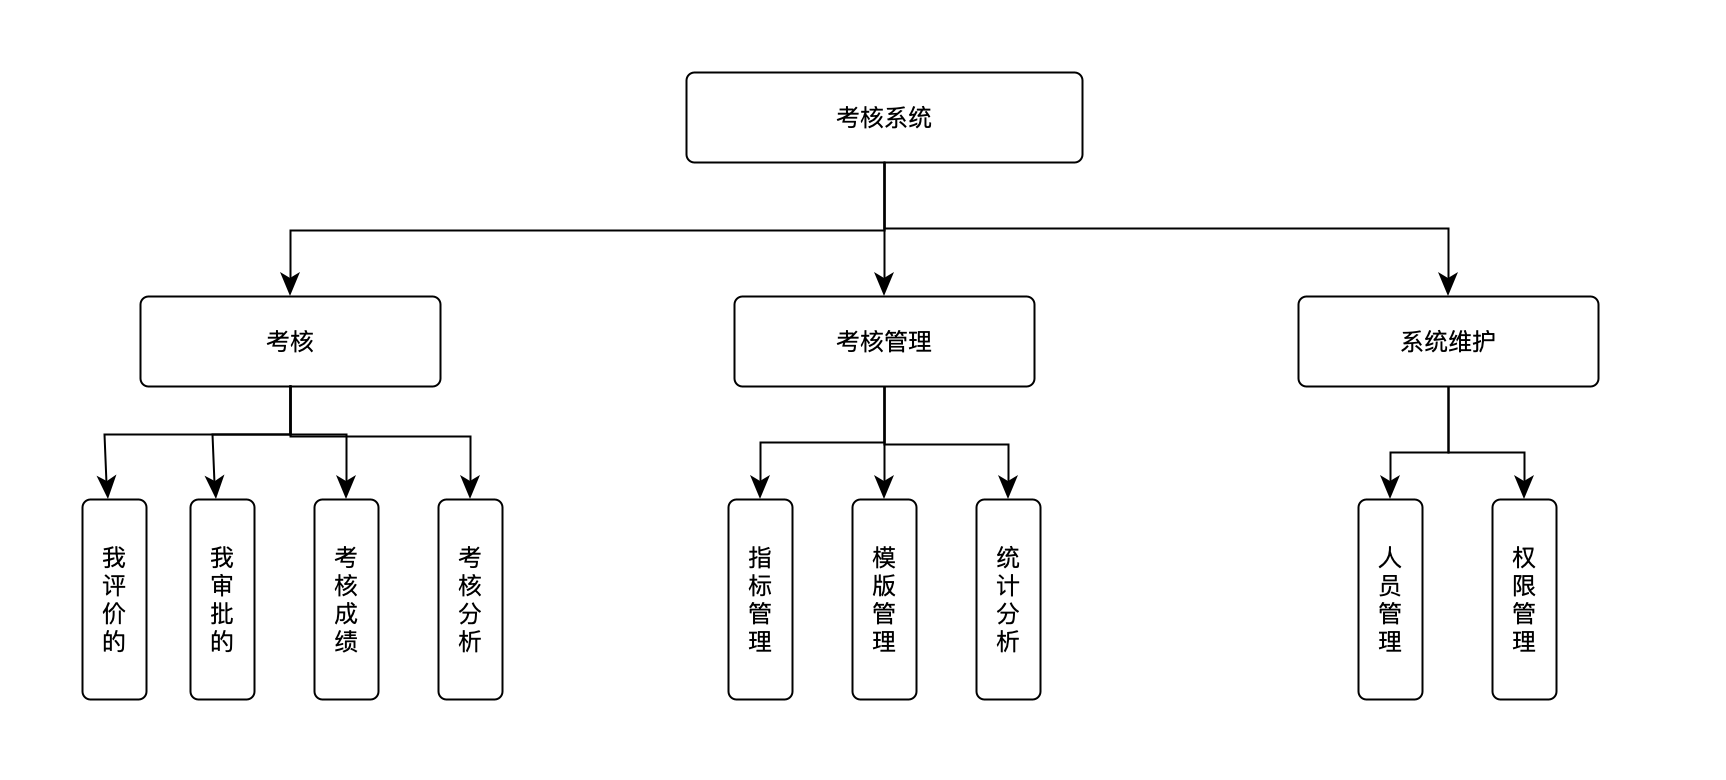 考核系统
考核
考核管理
系统维护
我评价的
我审批的
考核成绩
考核分析
指标管理
模版管理
统计分析
人员管理
权限管理